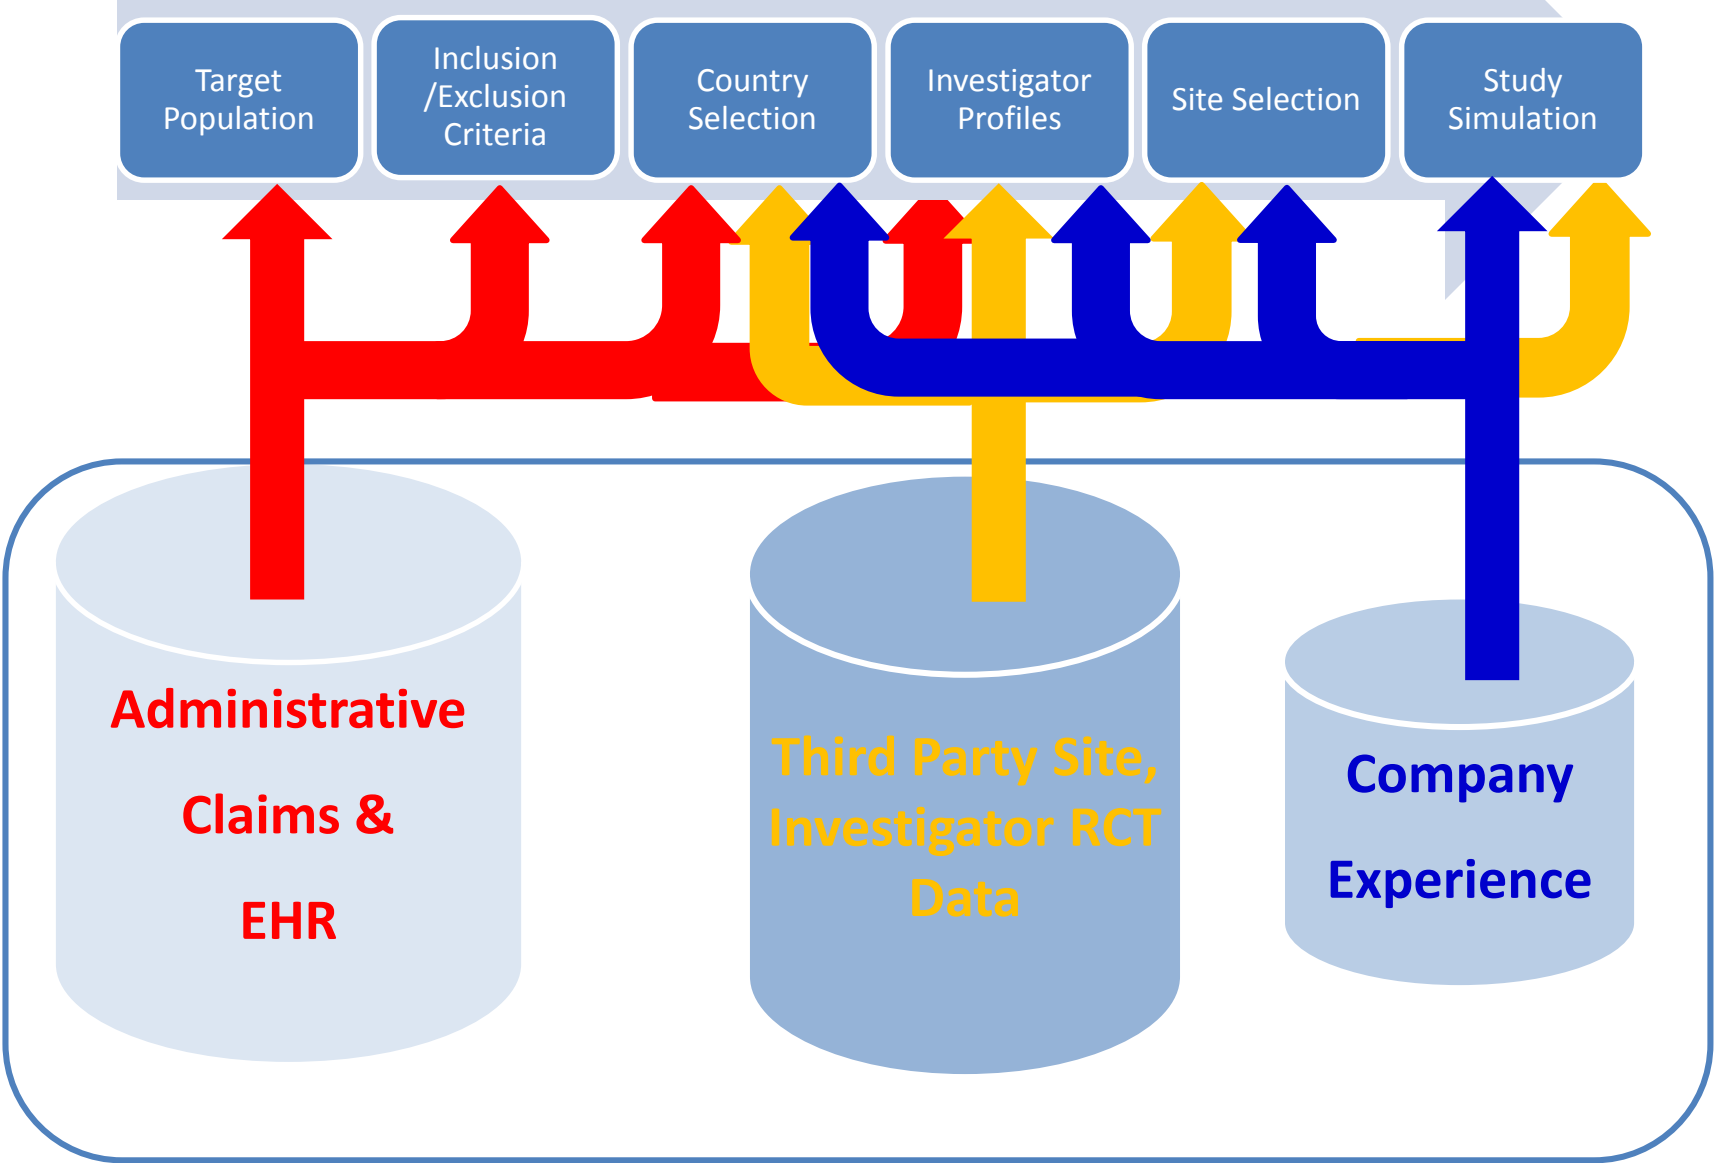 Target
Population
Inclusion
/Exclusion
Criteria
Country
Selection
Investigator
Profiles
Site Selection
Study
Simulation
Administrative
Claims &
EHR
Third Party Site,
Investigator RCT
Data
Company
Experience